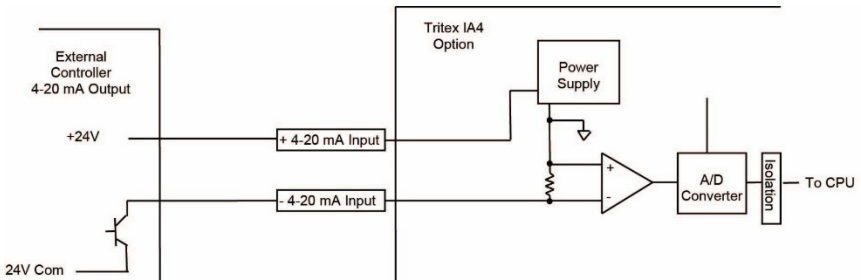 Tritex IA4
Option
External
Controller
4-20 mA Output
Power
Supply
+24V
+ 4-20 mA Input
+
-
A/D
Converter
Isolation
To CPU
- 4-20 mA Input
24V Com